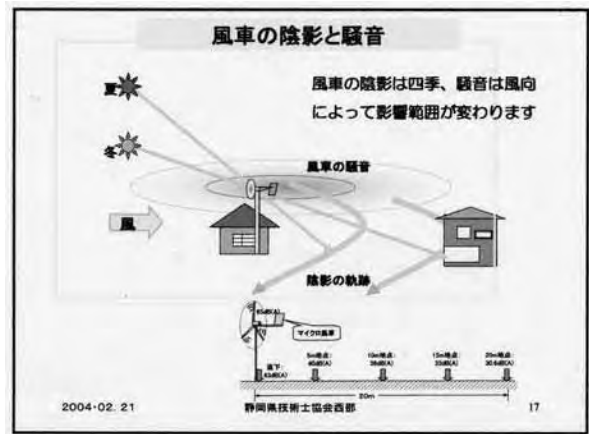 風車の陰影と騒音
夏
風車の陰影は四季、騒音は風向
によって影響範囲が変わります
冬
風車の騒音
風
陰影の軌跡
マイクロ風車
直下:
5m地点:
10m地点:
15m地点:
20m地点:
43dB(A)
40dB(A)
30.6dB(A)
20m
2004・02. 21
静岡県技術士協会西部
17